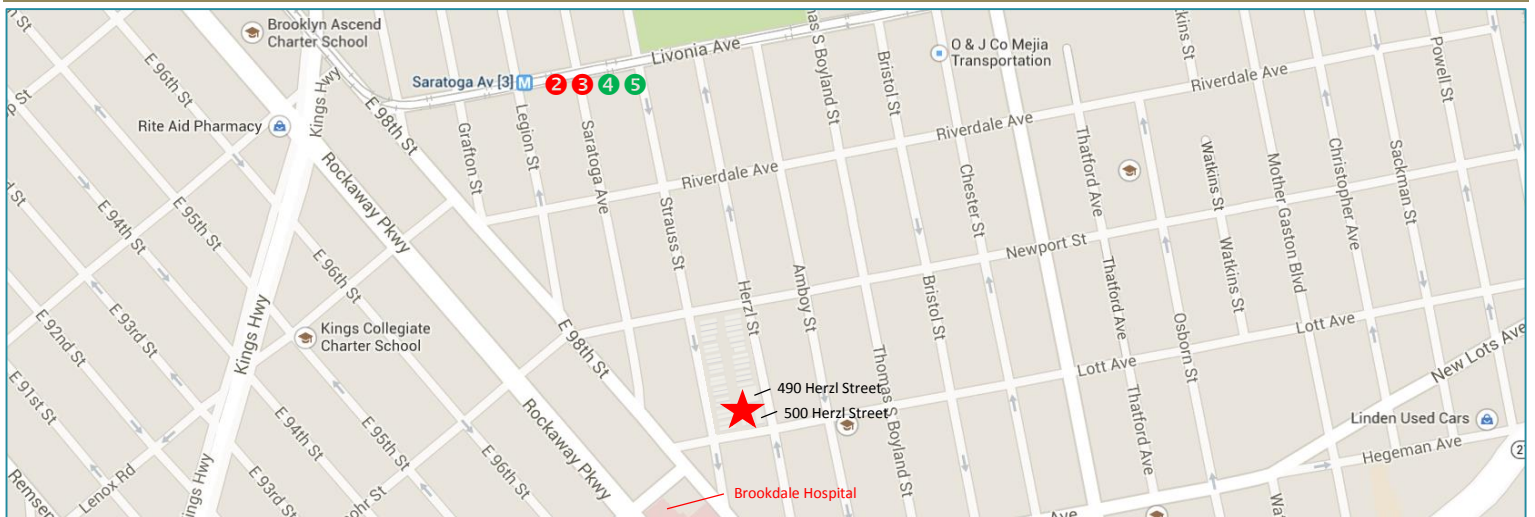 Brooklyn Ascend
Charter School
E 96th St
Kings Hwy
Saratoga Av [3] M 2 3 4 5
Livonia Ave
Bristol St
O & J Co Mejia
Transportation
Powell St
Riverdale Ave
Rite Aid Pharmacy
E 98th St
Grafton St
Legion St
Saratoga Ave
Riverdale Ave
Riverdale Ave
Rockaway Pkwy
E 95th St
E 94th St
E 96th St
Strauss St
Herzl St
Amboy St
Chester St
Bristol St
Newport St
Thatford Ave
Thatford Ave
Watkins St
Watkins St
Mother Gaston Blvd
Christopher Ave
Sackman St
Kings Hwy
Kings Collegiate
Charter School
E 92nd St
E 93rd St
E 98th St
Osborn St
Lott Ave
Lott Ave
New Lots Ave
E 91st St
490 Herzl Street
500 Herzl Street
Thomas S Boyland St
Thatford Ave
Linden Used Cars
Hegeman Ave
Rockaway Pkwy
E 94th St
E 95th St
E 96th St
E 93rd St
Lenox Rd
Remsen
Brookdale Hospital
Ave